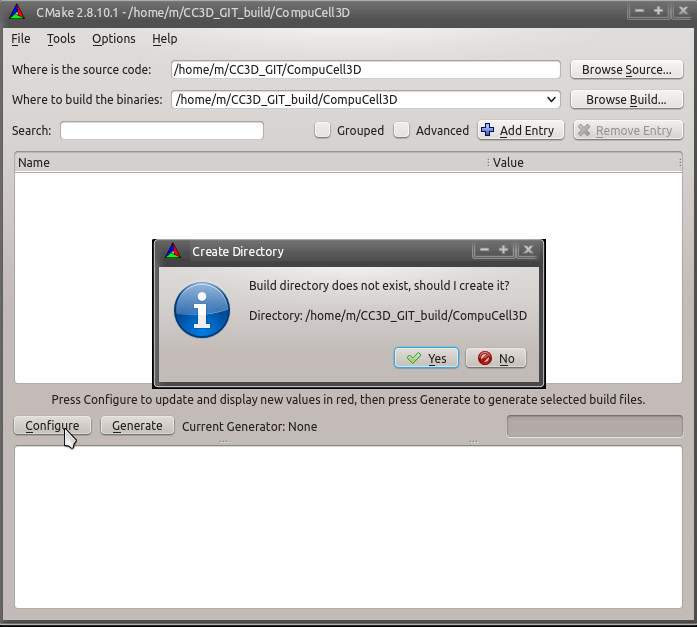 CMake 2.8.10.1 - /home/m/CC3D_GIT_build/CompuCell3D
File Tools Options Help
Where is the source code: /home/m/CC3D_GIT/CompuCell3D Browse Source...
Where to build the binaries: /home/m/CC3D_GIT_build/CompuCell3D Browse Build...
Search: Grouped Advanced Add Entry Remove Entry
Name Value
Create Directory
Build directory does not exist, should I create it?
Directory: /home/m/CC3D_GIT_build/CompuCell3D
Yes No
Press Configure to update and display new values in red, then press Generate to generate selected build files.
Configure Generate Current Generator: None